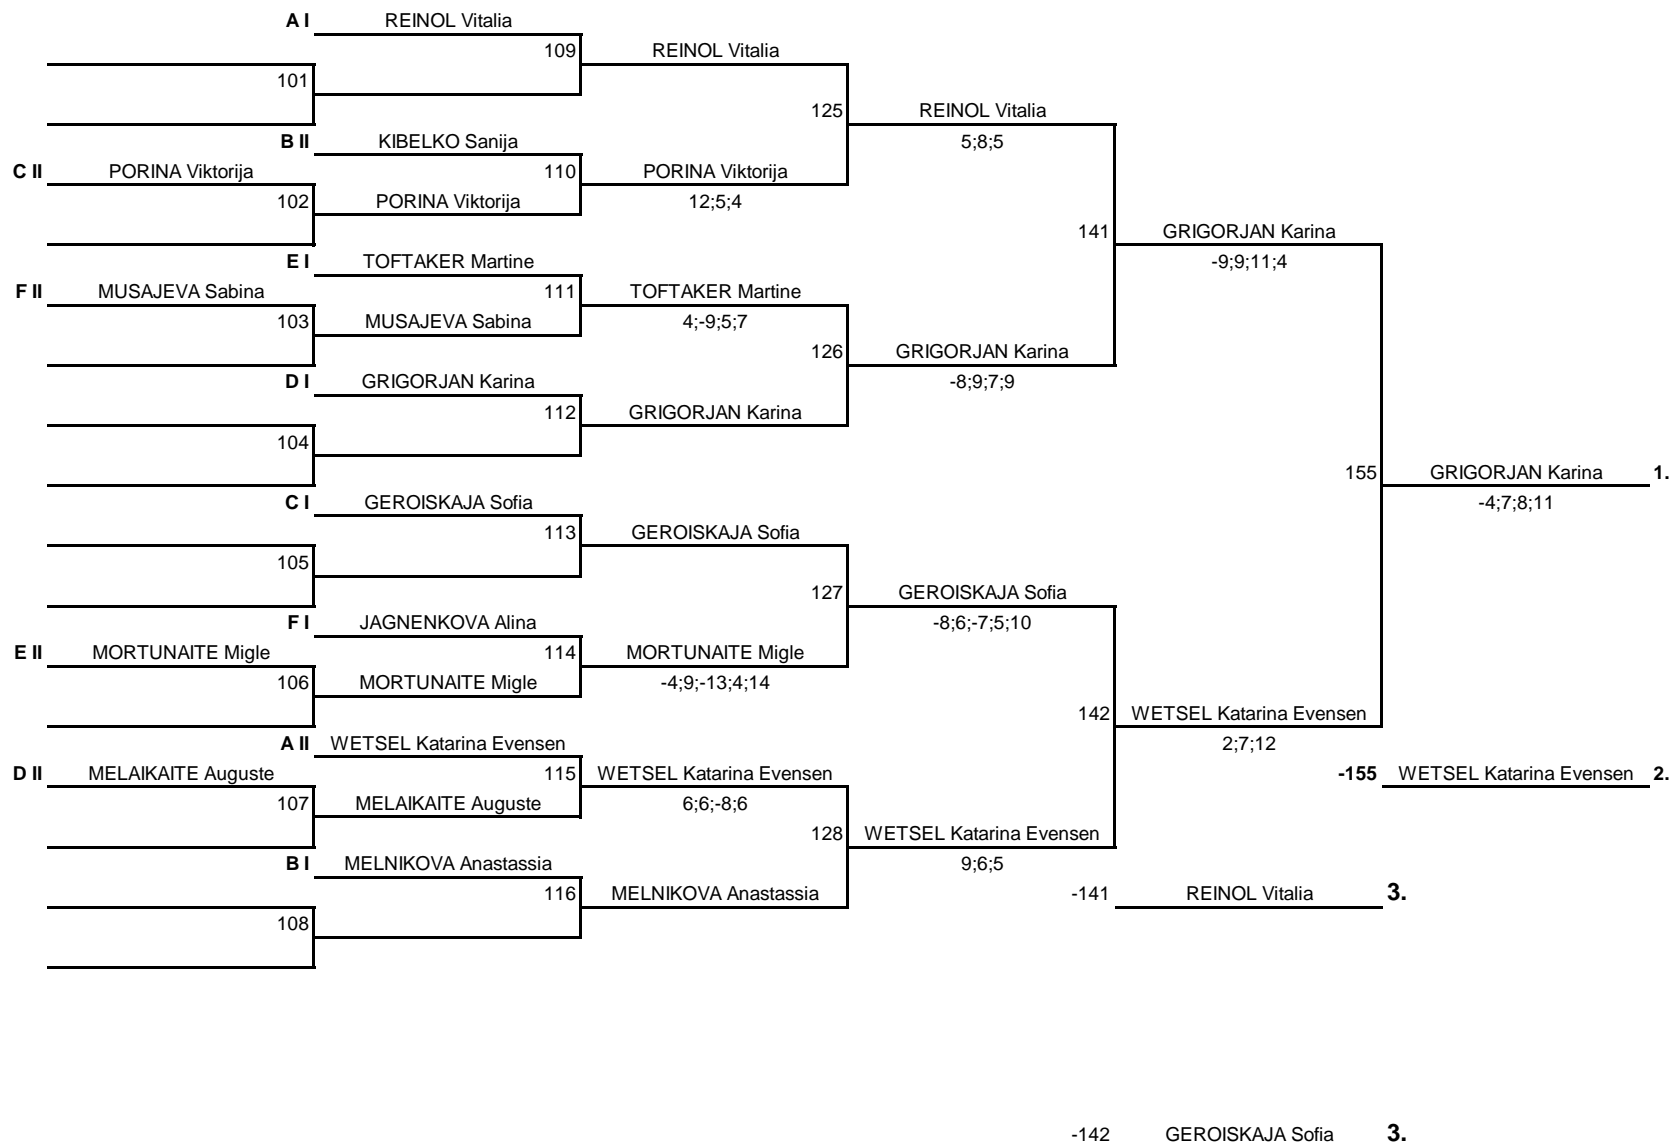 A I REINOL Vitalia
109 REINOL Vitalia
101
125 REINOL Vitalia
B II KIBELKO Sanija 5;8;5
C II PORINA Viktorija 110 PORINA Viktorija
102 PORINA Viktorija 12;5;4
141 GRIGORJAN Karina
E I TOFTAKER Martine -9;9;11;4
F II MUSAJEVA Sabina 111 TOFTAKER Martine
103 MUSAJEVA Sabina 4;-9;5;7
126 GRIGORJAN Karina
D I GRIGORJAN Karina -8;9;7;9
112 GRIGORJAN Karina
104
155 GRIGORJAN Karina 1.
C I GEROISKAJA Sofia -4;7;8;11
113 GEROISKAJA Sofia
105
127 GEROISKAJA Sofia
F I JAGNENKOVA Alina -8;6;-7;5;10
E II MORTUNAITE Migle 114 MORTUNAITE Migle
106 MORTUNAITE Migle -4;9;-13;4;14
142 WETSEL Katarina Evensen
A II WETSEL Katarina Evensen 2;7;12
D II MELAIKAITE Auguste 115 WETSEL Katarina Evensen -155 WETSEL Katarina Evensen 2.
107 MELAIKAITE Auguste 6;6;-8;6
128 WETSEL Katarina Evensen
B I MELNIKOVA Anastassia 9;6;5
116 MELNIKOVA Anastassia -141 REINOL Vitalia 3.
108
-142 GEROISKAJA Sofia 3.